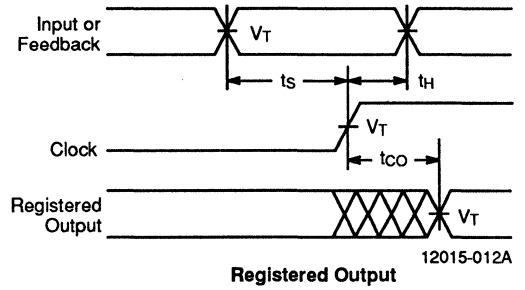 Input or
Feedback
VT
tS
tH
Clock
VT
tCO
Registered
Output
VT
12015-012A
Registered Output